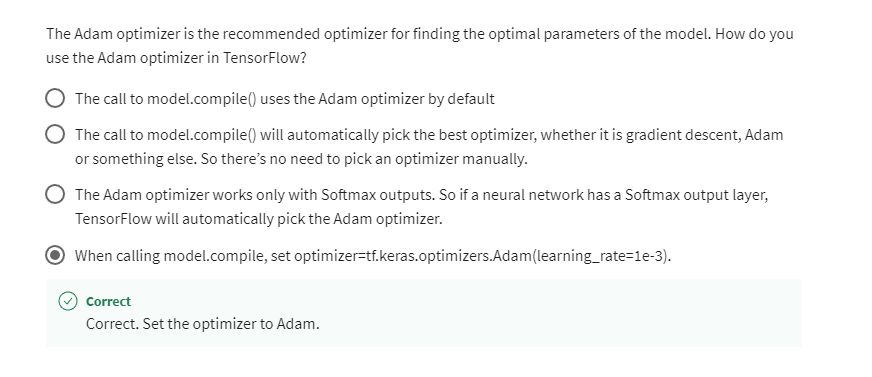 The Adam optimizer is the recommended optimizer for finding the optimal parameters of the model. How do you
use the Adam optimizer in TensorFlow?
The call to model.compile() uses the Adam optimizer by default
The call to model.compile() will automatically pick the best optimizer, whether it is gradient descent, Adam
or something else. So there’s no need to pick an optimizer manually.
The Adam optimizer works only with Softmax outputs. So if a neural network has a Softmax output layer,
TensorFlow will automatically pick the Adam optimizer.
When calling model.compile, set optimizer=tf.keras.optimizers.Adam(learning_rate=1e-3).
Correct
Correct. Set the optimizer to Adam.